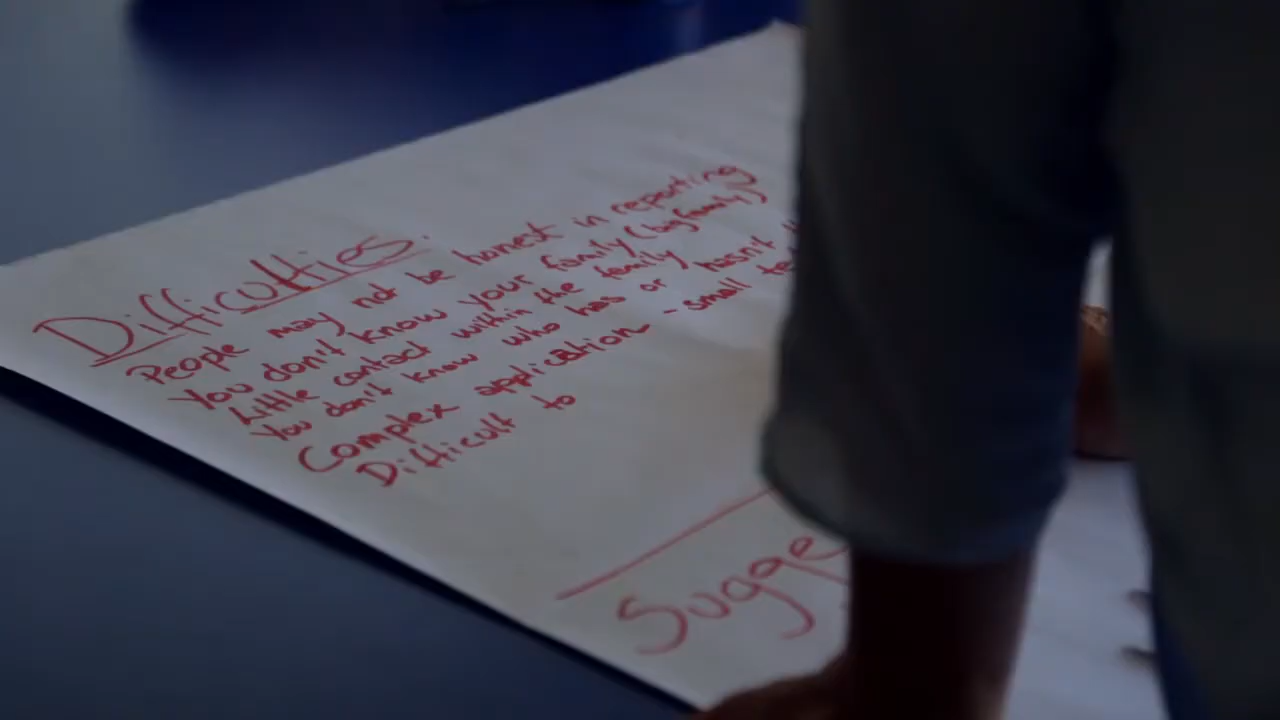 Difficulties.
People may not be honest in reporting
You don't know your family (big family)
Little contact within the family
You don't know who has or hasn't
Complex application - small
Difficult to
Sugge